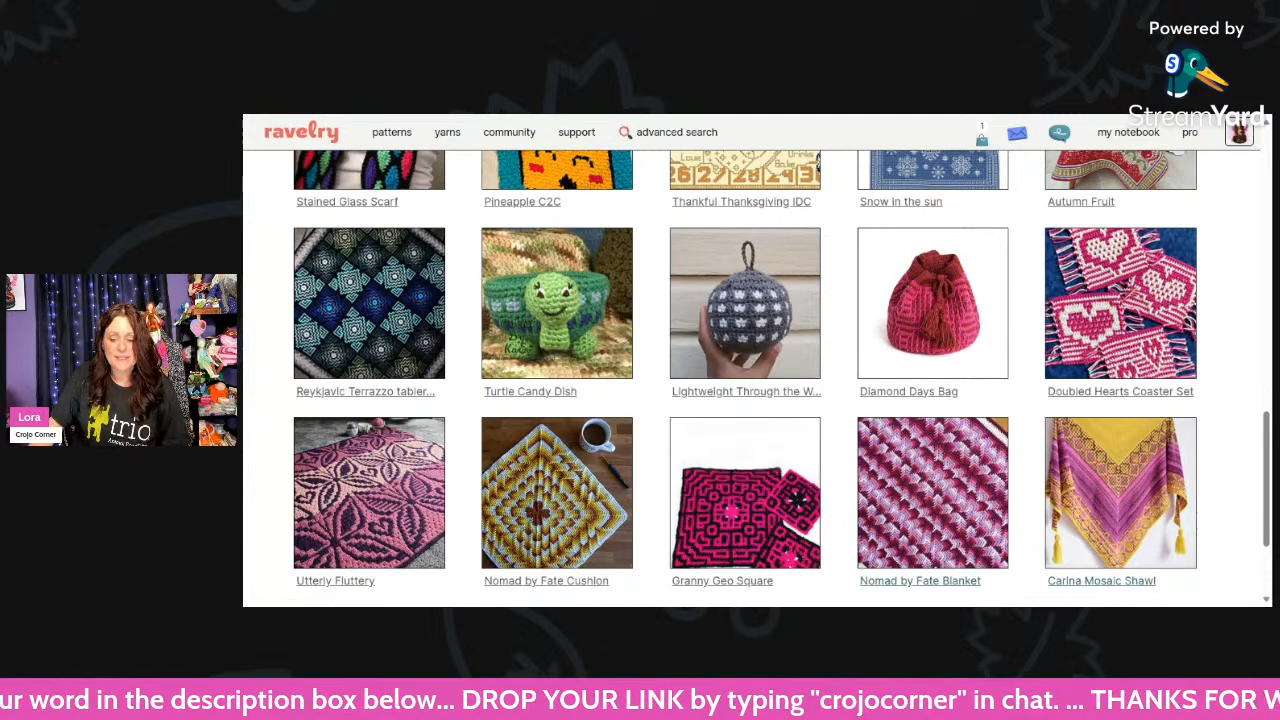 Powered by
StreamYard
ravelry
patterns
yarns
community
support
advanced search
1
my notebook
pro
Stained Glass Scarf
Pineapple C2C
Thankful Thanksgiving IDC
Snow in the sun
Autumn Fruit
Reykjavic Terrazzo tabler...
Turtle Candy Dish
Lightweight Through the W...
Diamond Days Bag
Doubled Hearts Coaster Set
Utterly Fluttery
Nomad by Fate Cushion
Granny Geo Square
Nomad by Fate Blanket
Carina Mosaic Shawl
trio
Lora
Crojo Corner
ur word in the description box below... DROP YOUR LINK by typing "crojocorner" in chat. ... THANKS FOR W